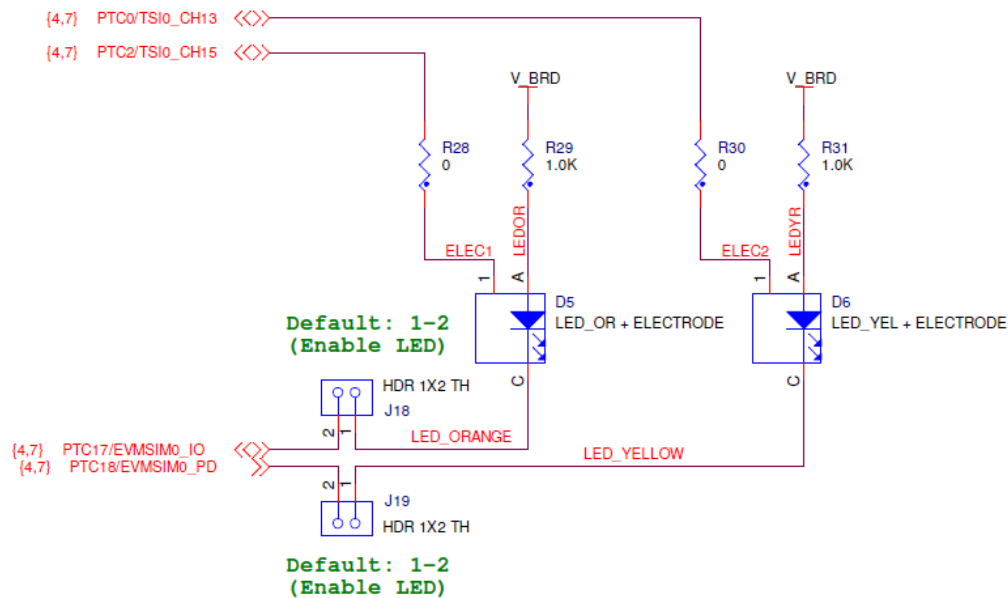 {4,7} PTC0/TSI0_CH13
{4,7} PTC2/TSI0_CH15
V_BRD
V_BRD
R28
0
R29
1.0K
R30
0
R31
1.0K
LEDOR
LEDYR
ELEC1
ELEC2
1
A
1
A
D5
LED_OR + ELECTRODE
D6
LED_YEL + ELECTRODE
C
C
Default: 1-2
(Enable LED)
HDR 1X2 TH
J18
2
1
LED_ORANGE
{4,7} PTC17/EVMSIM0_IO
{4,7} PTC18/EVMSIM0_PD
LED_YELLOW
2
1
J19
HDR 1X2 TH
Default: 1-2
(Enable LED)